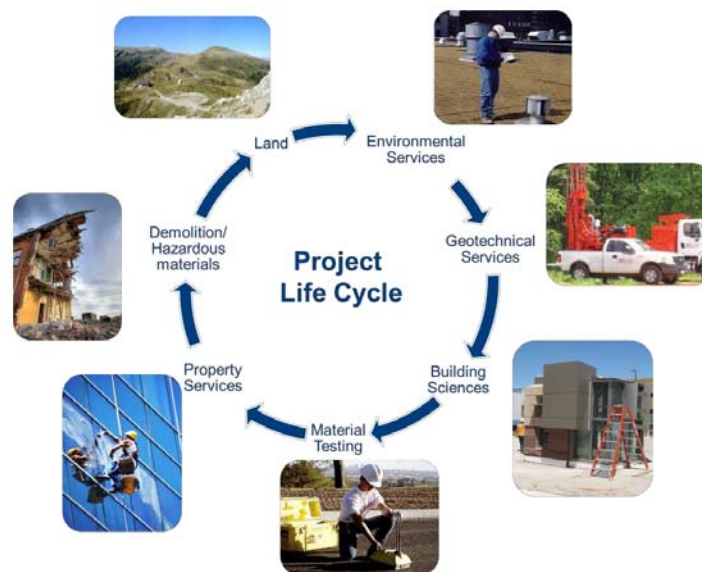 Land
Environmental
Services
Geotechnical
Services
Building
Sciences
Material
Testing
Property
Services
Demolition/
Hazardous
materials
Project
Life Cycle